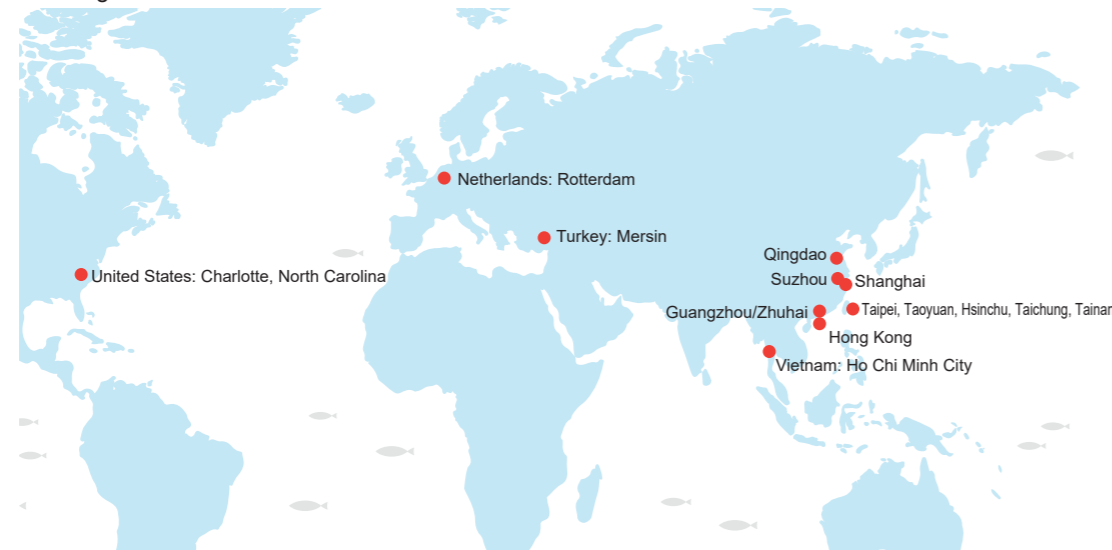 Netherlands: Rotterdam
Turkey: Mersin
Qingdao
United States: Charlotte, North Carolina
Suzhou
Shanghai
Guangzhou/Zhuhai
Taipei, Taoyuan, Hsinchu, Taichung, Tainan
Hong Kong
Vietnam: Ho Chi Minh City